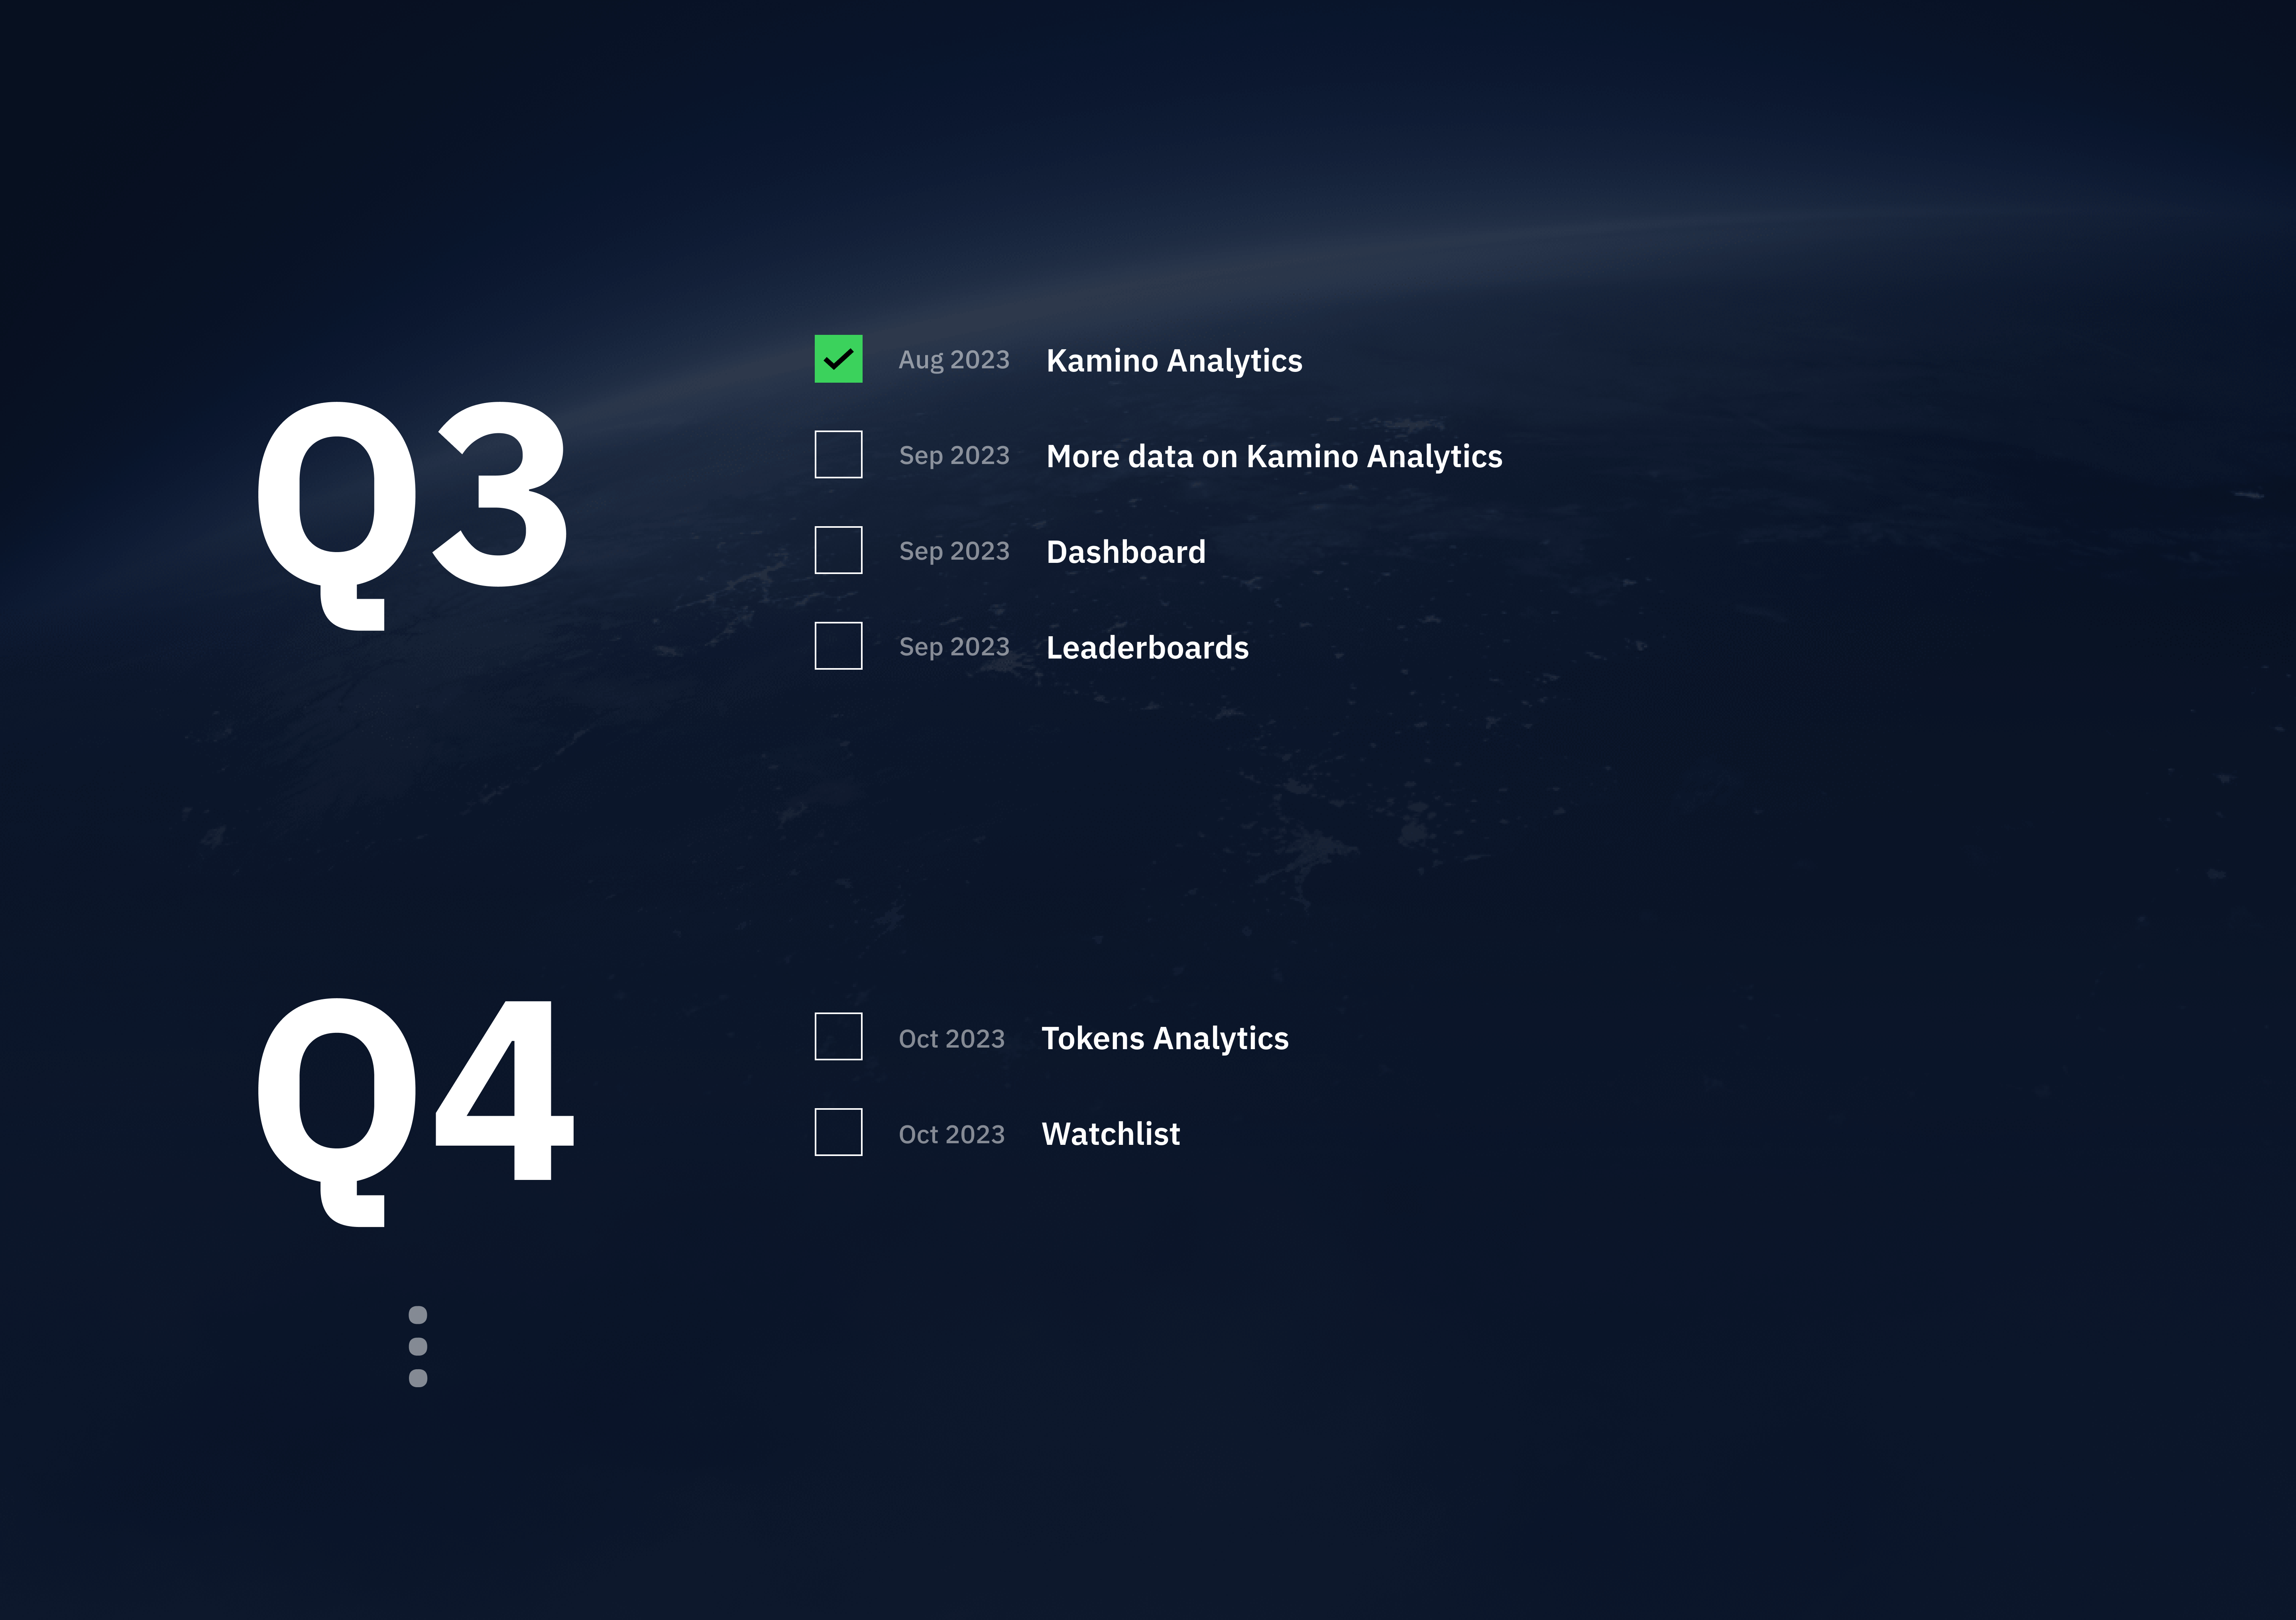 Q3
Aug 2023 Kamino Analytics
Sep 2023 More data on Kamino Analytics
Sep 2023 Dashboard
Sep 2023 Leaderboards
Q4
Oct 2023 Tokens Analytics
Oct 2023 Watchlist